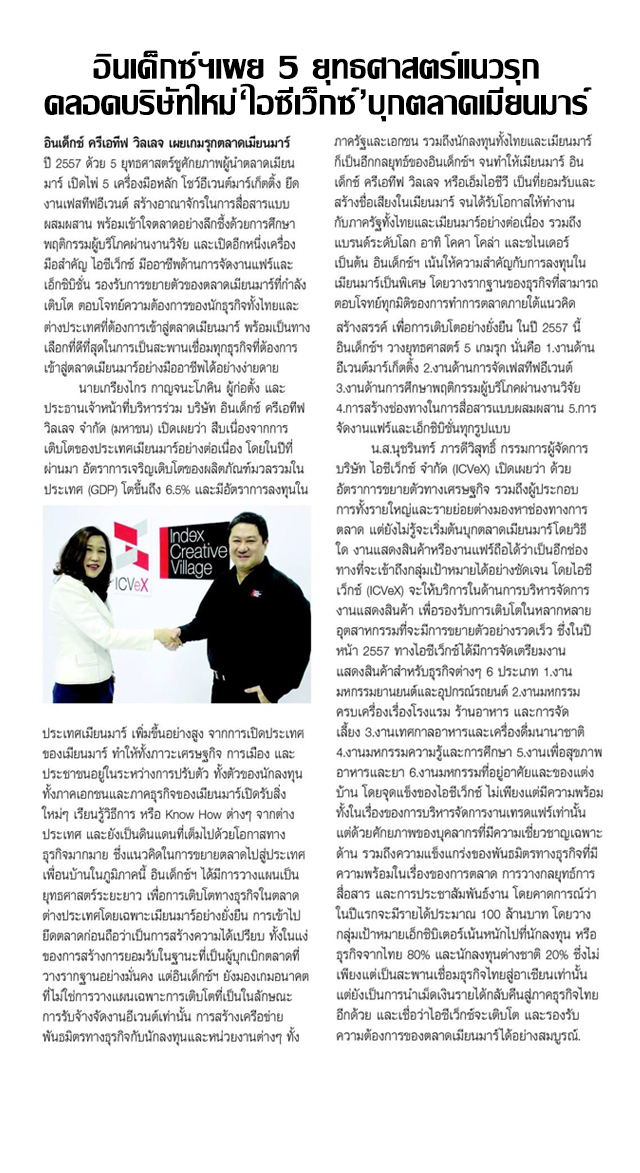 อินเด็กซ์ฯเผย 5 ยุทธศาสตร์แนวรุก
คลอดบริษัทใหม่‘ไอซีเว็กซ์’บุกตลาดเมียนมาร์
อินเด็กซ์ ครีเอทีฟ วิลเลจ เผยเกมรุกตลาดเมียนมาร์
ปี 2557 ด้วย 5 ยุทธศาสตร์ชูศักยภาพผู้นำตลาดเมียน
มาร์ เปิดไพ่ 5 เครื่องมือหลัก โชว์อีเวนต์มาร์เก็ตติ้ง ยึด
งานเฟสทีฟอีเวนต์ สร้างอาณาจักรในการสื่อสารแบบ
ผสมผสาน พร้อมเข้าใจตลาดอย่างลึกซึ้งด้วยการศึกษา
พฤติกรรมผู้บริโภคผ่านงานวิจัย และเปิดอีกหนึ่งเครื่อง
มือสำคัญ ไอซีเว็กซ์ มืออาชีพด้านการจัดงานแฟร์และ
เอ็กซิบิชั่น รองรับการขยายตัวของตลาดเมียนมาร์ที่กำลัง
เติบโต ตอบโจทย์ความต้องการของนักธุรกิจทั้งไทยและ
ต่างประเทศที่ต้องการเข้าสู่ตลาดเมียนมาร์ พร้อมเป็นทาง
เลือกที่ดีที่สุดในการเป็นสะพานเชื่อมทุกธุรกิจที่ต้องการ
เข้าสู่ตลาดเมียนมาร์อย่างมืออาชีพได้อย่างง่ายดาย
นายเกรียงไกร กาญจนะโภคิน ผู้ก่อตั้ง และ
ประธานเจ้าหน้าที่บริหารร่วม บริษัท อินเด็กซ์ ครีเอทีฟ
วิลเลจ จำกัด (มหาชน) เปิดเผยว่า สืบเนื่องจากการ
เติบโตของประเทศเมียนมาร์อย่างต่อเนื่อง โดยในปีที่
ผ่านมา อัตราการเจริญเติบโตของผลิตภัณฑ์มวลรวมใน
ประเทศ (GDP) โตขึ้นถึง 6.5% และมีอัตราการลงทุนใน
ICVeX
Index
Creative
Village
ประเทศเมียนมาร์ เพิ่มขึ้นอย่างสูง จากการเปิดประเทศ
ของเมียนมาร์ ทำให้ทั้งภาวะเศรษฐกิจ การเมือง และ
ประชาชนอยู่ในระหว่างการปรับตัว ทั้งตัวของนักลงทุน
ทั้งภาคเอกชนและภาคธุรกิจของเมียนมาร์เปิดรับสิ่ง
ใหม่ๆ เรียนรู้วิธีการ หรือ Know How ต่างๆ จากต่าง
ประเทศ และยังเป็นดินแดนที่เต็มไปด้วยโอกาสทาง
ธุรกิจมากมาย ซึ่งแนวคิดในการขยายตลาดไปสู่ประเทศ
เพื่อนบ้านในภูมิภาคนี้ อินเด็กซ์ฯ ได้มีการวางแผนเป็น
ยุทธศาสตร์ระยะยาว เพื่อการเติบโตทางธุรกิจในตลาด
ต่างประเทศโดยเฉพาะเมียนมาร์อย่างยั่งยืน การเข้าไป
ยึดตลาดก่อนถือว่าเป็นการสร้างความได้เปรียบ ทั้งในแง่
ของการสร้างการยอมรับในฐานะที่เป็นผู้บุกเบิกตลาดที่
วางรากฐานอย่างมั่นคง แต่อินเด็กซ์ฯ ยังมองเกมอนาคต
ที่ไม่ใช่การวางแผนเฉพาะการเติบโตที่เป็นในลักษณะ
การรับจ้างจัดงานอีเวนต์เท่านั้น การสร้างเครือข่าย
พันธมิตรทางธุรกิจกับนักลงทุนและหน่วยงานต่างๆ ทั้ง
ภาครัฐและเอกชน รวมถึงนักลงทุนทั้งไทยและเมียนมาร์
ก็เป็นอีกกลยุทธ์ของอินเด็กซ์ฯ จนทำให้เมียนมาร์ อิน
เด็กซ์ ครีเอทีฟ วิลเลจ หรือเอ็มไอซีวี เป็นที่ยอมรับและ
สร้างชื่อเสียงในเมียนมาร์ จนได้รับโอกาสให้ทำงาน
กับภาครัฐทั้งไทยและเมียนมาร์อย่างต่อเนื่อง รวมถึง
แบรนด์ระดับโลก อาทิ โคคา โคล่า และชไนเดอร์
เป็นต้น อินเด็กซ์ฯ เน้นให้ความสำคัญกับการลงทุนใน
เมียนมาร์เป็นพิเศษ โดยวางรากฐานของธุรกิจที่สามารถ
ตอบโจทย์ทุกมิติของการทำการตลาดภายใต้แนวคิด
สร้างสรรค์ เพื่อการเติบโตอย่างยั่งยืน ในปี 2557 นี้
อินเด็กซ์ฯ วางยุทธศาสตร์ 5 เกมรุก นั่นคือ 1.งานด้าน
อีเวนต์มาร์เก็ตติ้ง 2.งานด้านการจัดเฟสทีฟอีเวนต์
3.งานด้านการศึกษาพฤติกรรมผู้บริโภคผ่านงานวิจัย
4.การสร้างช่องทางในการสื่อสารแบบผสมผสาน 5.การ
จัดงานแฟร์และเอ็กซิบิชั่นทุกรูปแบบ
น.ส.นุชรินทร์ ภารดีวิสุทธิ์ กรรมการผู้จัดการ
บริษัท ไอซีเว็กซ์ จำกัด (ICVeX) เปิดเผยว่า ด้วย
อัตราการขยายตัวทางเศรษฐกิจ รวมถึงผู้ประกอบ
การทั้งรายใหญ่และรายย่อยต่างมองหาช่องทางการ
ตลาด แต่ยังไม่รู้จะเริ่มต้นบุกตลาดเมียนมาร์โดยวิธี
ใด งานแสดงสินค้าหรืองานแฟร์ถือได้ว่าเป็นอีกช่อง
ทางที่จะเข้าถึงกลุ่มเป้าหมายได้อย่างชัดเจน โดยไอซี
เว็กซ์ (ICVeX) จะให้บริการในด้านการบริหารจัดการ
งานแสดงสินค้า เพื่อรองรับการเติบโตในหลากหลาย
อุตสาหกรรมที่จะมีการขยายตัวอย่างรวดเร็ว ซึ่งในปี
หน้า 2557 ทางไอซีเว็กซ์ได้มีการจัดเตรียมงาน
แสดงสินค้าสำหรับธุรกิจต่างๆ 6 ประเภท 1.งาน
มหกรรมยานยนต์และอุปกรณ์รถยนต์ 2.งานมหกรรม
ครบเครื่องเรื่องโรงแรม ร้านอาหาร และการจัด
เลี้ยง 3.งานเทศกาลอาหารและเครื่องดื่มนานาชาติ
4.งานมหกรรมความรู้และการศึกษา 5.งานเพื่อสุขภาพ
อาหารและยา 6.งานมหกรรมที่อยู่อาศัยและของแต่ง
บ้าน โดยจุดแข็งของไอซีเว็กซ์ ไม่เพียงแต่มีความพร้อม
ทั้งในเรื่องของการบริหารจัดการงานเทรดแฟร์เท่านั้น
แต่ด้วยศักยภาพของบุคลากรที่มีความเชี่ยวชาญเฉพาะ
ด้าน รวมถึงความแข็งแกร่งของพันธมิตรทางธุรกิจที่มี
ความพร้อมในเรื่องของการตลาด การวางกลยุทธ์การ
สื่อสาร และการประชาสัมพันธ์งาน โดยคาดการณ์ว่า
ในปีแรกจะมีรายได้ประมาณ 100 ล้านบาท โดยวาง
กลุ่มเป้าหมายเอ็กซิบิเตอร์เน้นหนักไปที่นักลงทุน หรือ
ธุรกิจจากไทย 80% และนักลงทุนต่างชาติ 20% ซึ่งไม่
เพียงแต่เป็นสะพานเชื่อมธุรกิจไทยสู่อาเซียนเท่านั้น
แต่ยังเป็นการนำเม็ดเงินรายได้กลับคืนสู่ภาคธุรกิจไทย
อีกด้วย และเชื่อว่าไอซีเว็กซ์จะเติบโต และรองรับ
ความต้องการของตลาดเมียนมาร์ได้อย่างสมบูรณ์.